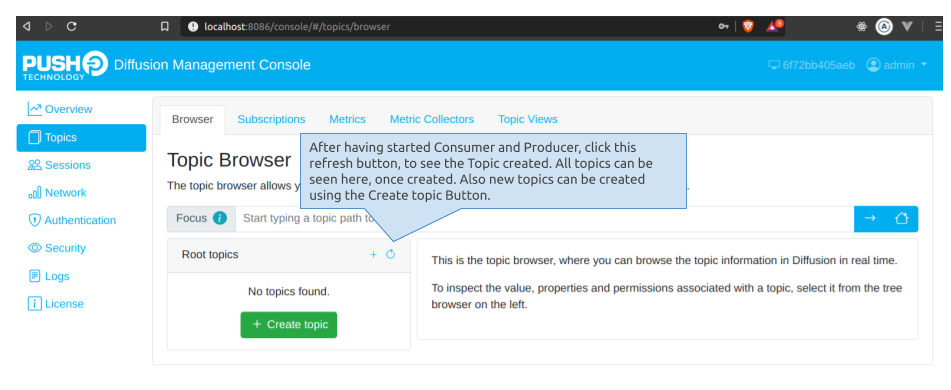 localhost:8086/console/#/topics/browser
PUSH
TECHNOLOGY
Diffusion Management Console
6f72bb405aeb admin
Overview
Topics
Sessions
Network
Authentication
Security
Logs
License
Browser Subscriptions Metrics Metric Collectors Topic Views
After having started Consumer and Producer, click this
refresh button, to see the Topic created. All topics can be
seen here, once created. Also new topics can be created
using the Create topic Button.
Topic Browser
The topic browser allows
Focus Start typing a topic path
Root topics +
No topics found.
+ Create topic
This is the topic browser, where you can browse the topic information in Diffusion in real time.
To inspect the value, properties and permissions associated with a topic, select it from the tree
browser on the left.